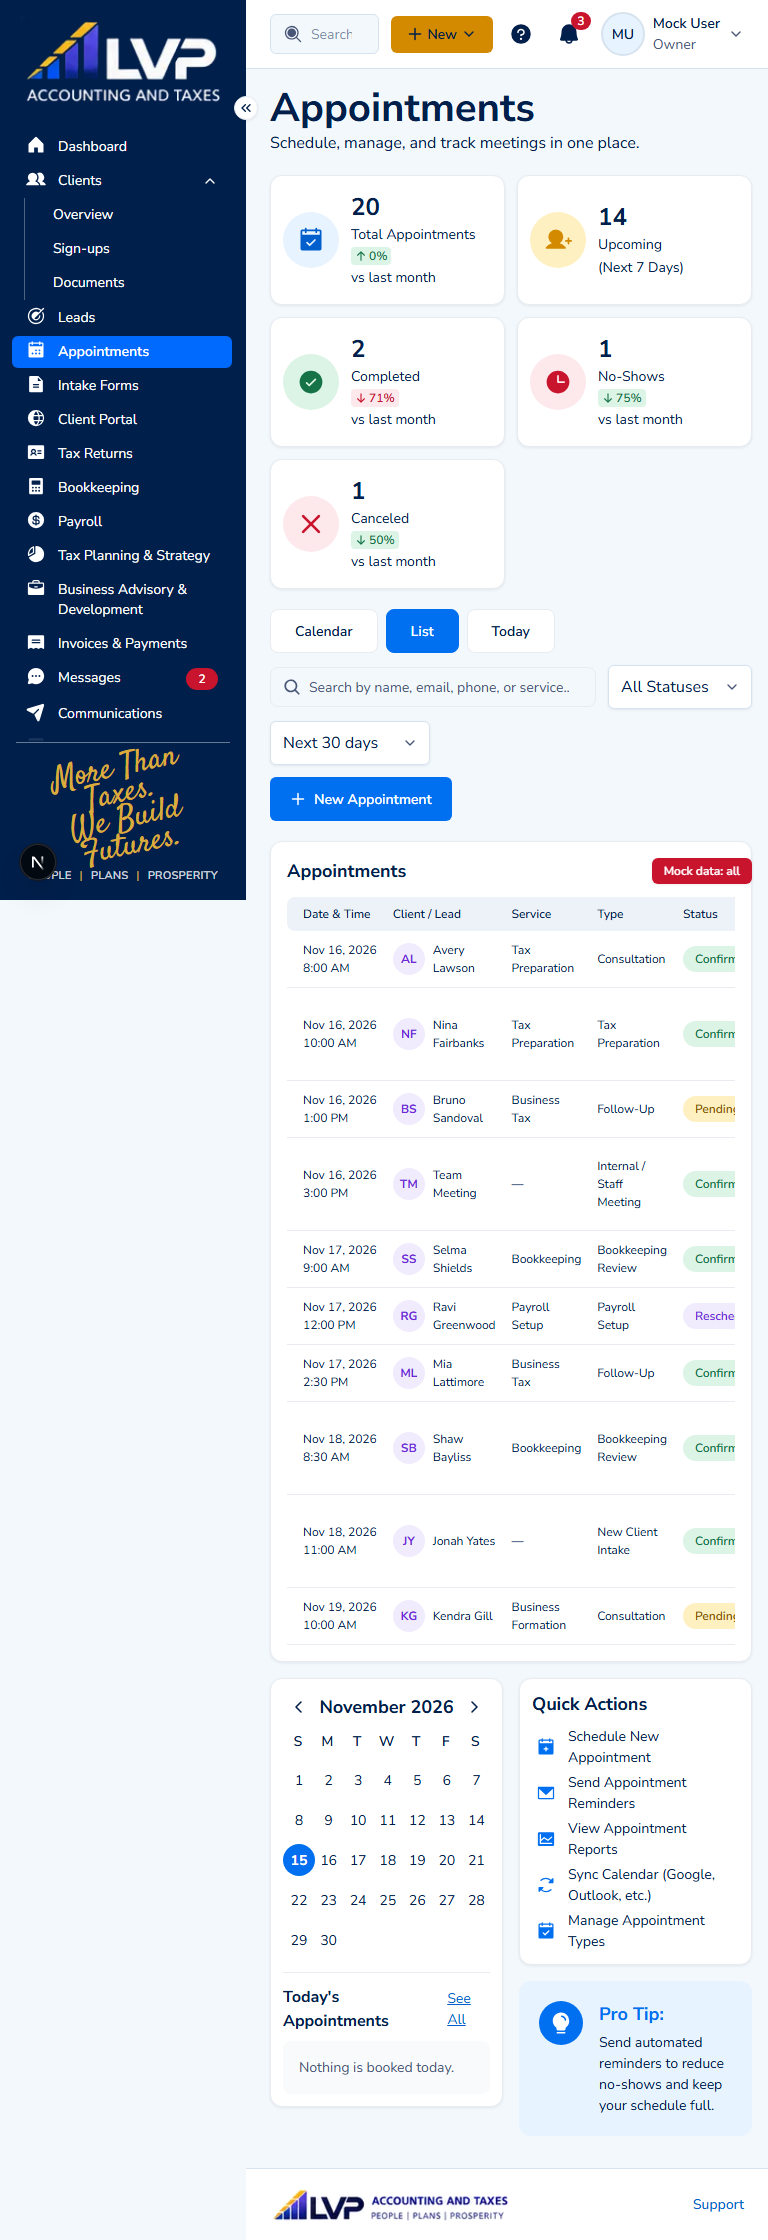 LVP
ACCOUNTING AND TAXES
Dashboard
Clients
Overview
Sign-ups
Documents
Leads
Appointments
Intake Forms
Client Portal
Tax Returns
Bookkeeping
Payroll
Tax Planning & Strategy
Business Advisory &
Development
Invoices & Payments
Messages 2
Communications
More Than
Taxes.
We Build
Futures.
N
| PLANS | PROSPERITY
Search
New
3
MU
Mock User
Owner
Appointments
Schedule, manage, and track meetings in one place.
20
Total Appointments
↑ 0%
vs last month
14
Upcoming
(Next 7 Days)
2
Completed
↓ 71%
vs last month
1
No-Shows
↓ 75%
vs last month
1
Canceled
↓ 50%
vs last month
Calendar List Today
Search by name, email, phone, or service..
All Statuses
Next 30 days
+ New Appointment
Appointments
Mock data: all
Date & Time Client / Lead Service Type Status
Nov 16, 2026 Avery Tax
8:00 AM AL Lawson Preparation Consultation Confirm
Nov 16, 2026 Nina Tax Tax
10:00 AM NF Fairbanks Preparation Preparation Confirm
Nov 16, 2026 Bruno Business
1:00 PM BS Sandoval Tax Follow-Up Pending
Nov 16, 2026 Team Internal /
3:00 PM TM Meeting — Staff Confirm
Meeting
Nov 17, 2026 Selma Bookkeeping
9:00 AM SS Shields Bookkeeping Review Confirm
Nov 17, 2026 Ravi Payroll Payroll
12:00 PM RG Greenwood Setup Setup Resche
Nov 17, 2026 Mia Business
2:30 PM ML Lattimore Tax Follow-Up Confirm
Nov 18, 2026 Shaw Bookkeeping
8:30 AM SB Bayliss Bookkeeping Review Confirm
Nov 18, 2026 New Client
11:00 AM JY Jonah Yates — Intake Confirm
Nov 19, 2026 Business
10:00 AM KG Kendra Gill Formation Consultation Pending
November 2026
S M T W T F S
1 2 3 4 5 6 7
8 9 10 11 12 13 14
15 16 17 18 19 20 21
22 23 24 25 26 27 28
29 30
Today's
Appointments
See
All
Nothing is booked today.
Quick Actions
Schedule New
Appointment
Send Appointment
Reminders
View Appointment
Reports
Sync Calendar (Google,
Outlook, etc.)
Manage Appointment
Types
Pro Tip:
Send automated
reminders to reduce
no-shows and keep
your schedule full.
LVP ACCOUNTING AND TAXES
PEOPLE | PLANS | PROSPERITY
Support